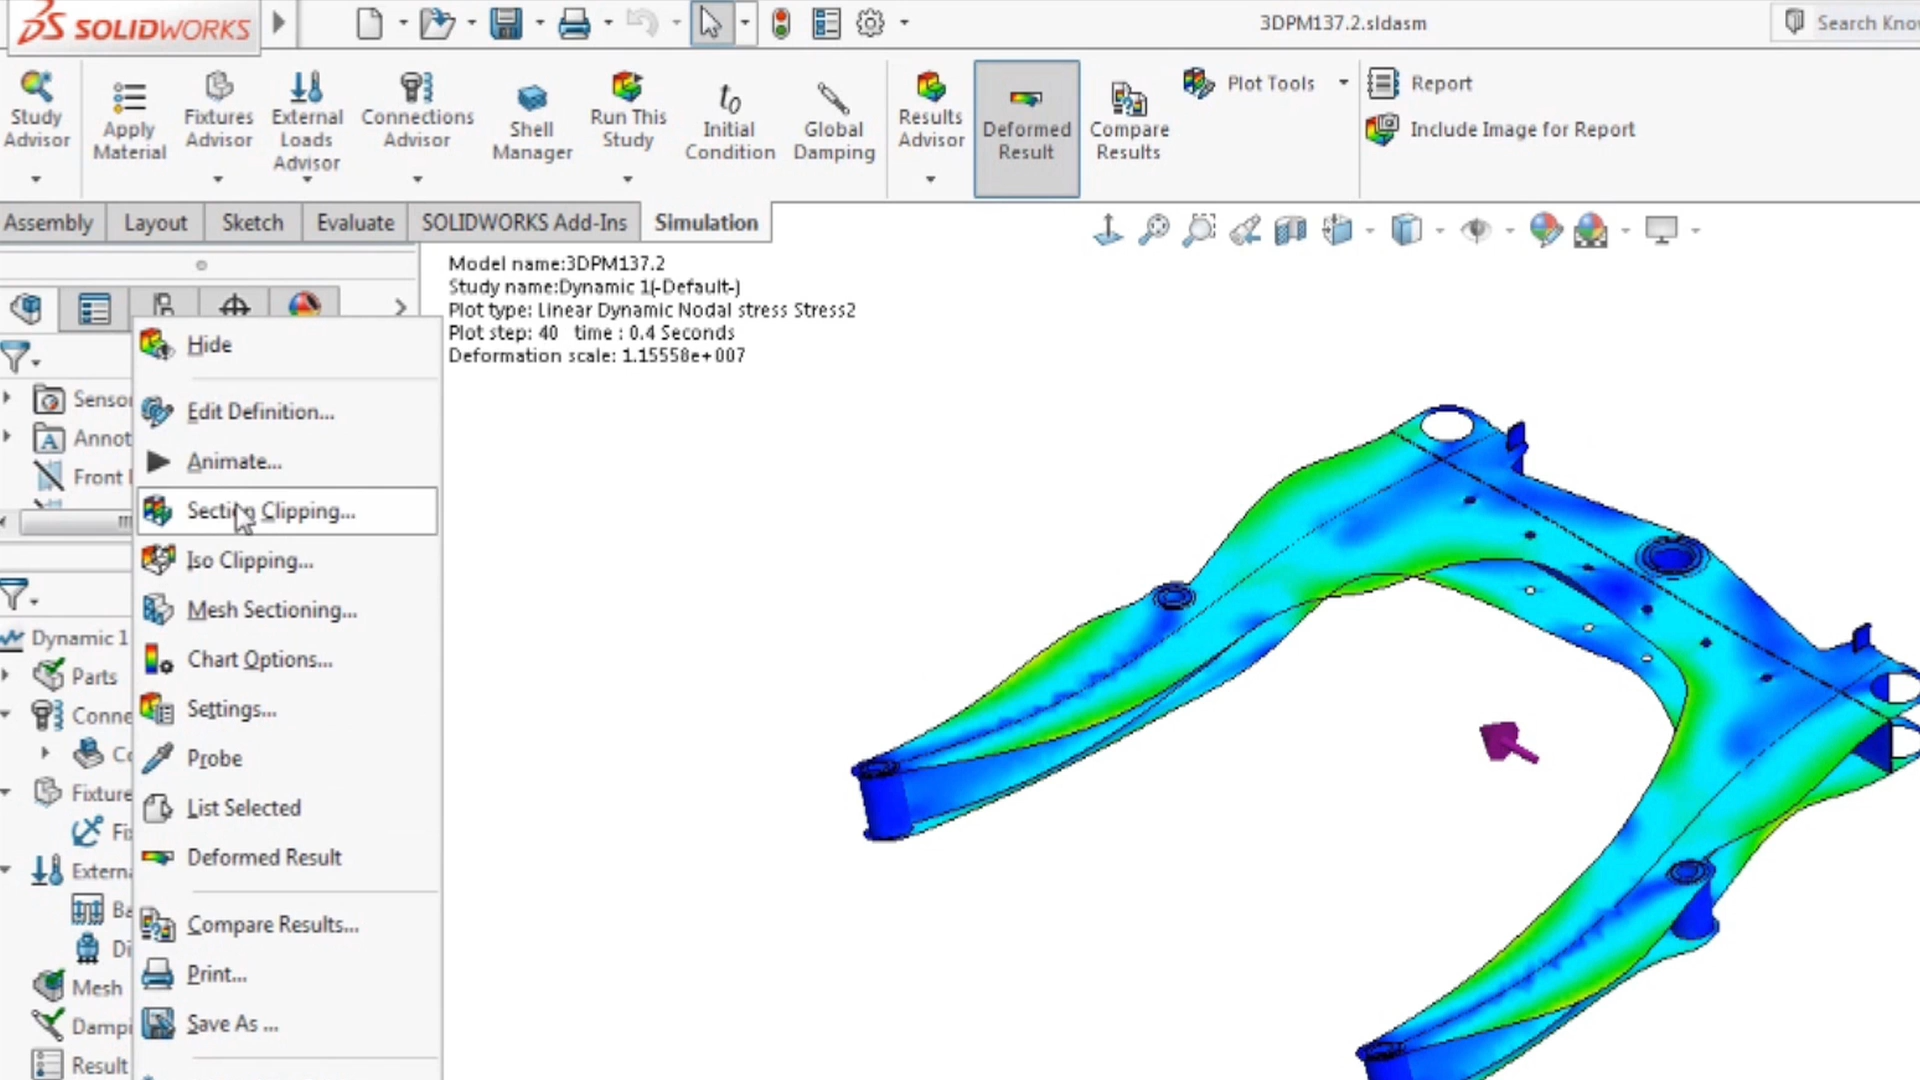 SOLIDWORKS
3DPM137.2.sldasm
Search Kno
Study Advisor
Apply Material
Fixtures Advisor
External Loads Advisor
Connections Advisor
Shell Manager
Run This Study
t0
Initial Condition
Global Damping
Results Advisor
Deformed Result
Compare Results
Plot Tools
Report
Include Image for Report
Assembly
Layout
Sketch
Evaluate
SOLIDWORKS Add-Ins
Simulation
Model name:3DPM137.2
Study name:Dynamic 1(-Default-)
Plot type: Linear Dynamic Nodal stress Stress2
Plot step: 40 time : 0.4 Seconds
Deformation scale: 1.15558e+007
Senso
Annot
Front
Dynamic 1
Parts
Conne
Co
Fixture
Fi
Extern
Ba
Di
Mesh
Dampi
Result
Hide
Edit Definition...
Animate...
Section Clipping...
Iso Clipping...
Mesh Sectioning...
Chart Options...
Settings...
Probe
List Selected
Deformed Result
Compare Results...
Print...
Save As ...